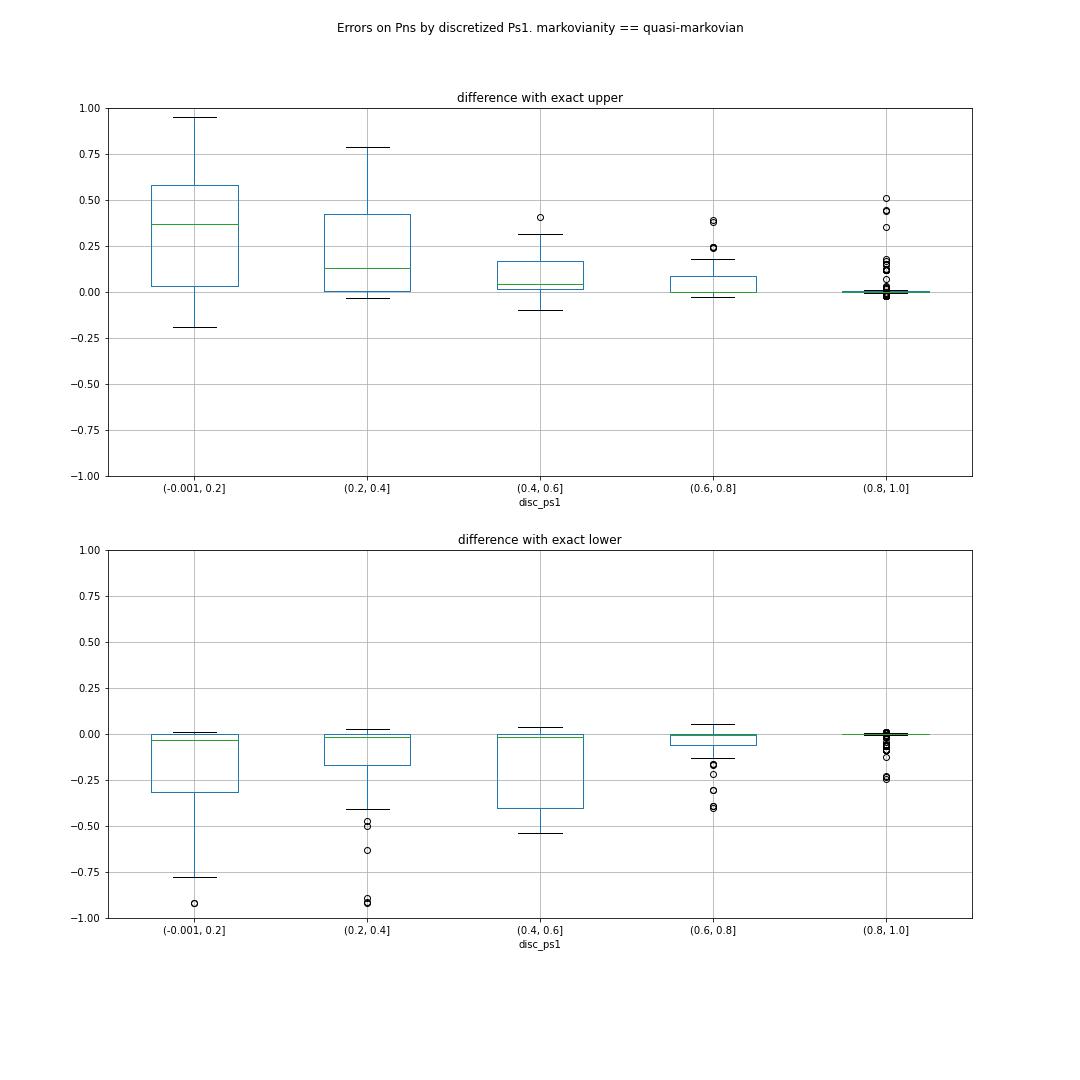 Errors on Pns by discretized Ps1. markovianity == quasi-markovian
difference with exact upper
1.00
0.75
0.50
0.25
0.00
−0.25
−0.50
−0.75
−1.00
(-0.001, 0.2] (0.2, 0.4] (0.4, 0.6] (0.6, 0.8] (0.8, 1.0]
disc_ps1
difference with exact lower
1.00
0.75
0.50
0.25
0.00
−0.25
−0.50
−0.75
−1.00
(-0.001, 0.2] (0.2, 0.4] (0.4, 0.6] (0.6, 0.8] (0.8, 1.0]
disc_ps1